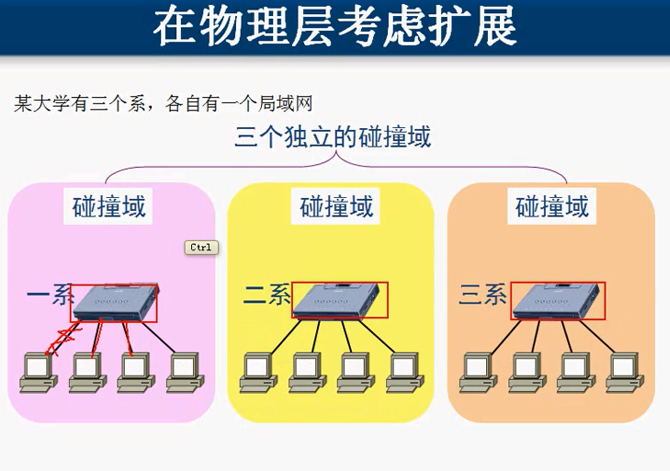 在物理层考虑扩展
某大学有三个系，各自有一个局域网
三个独立的碰撞域
碰撞域
碰撞域
碰撞域
Ctrl
一系
二系
三系